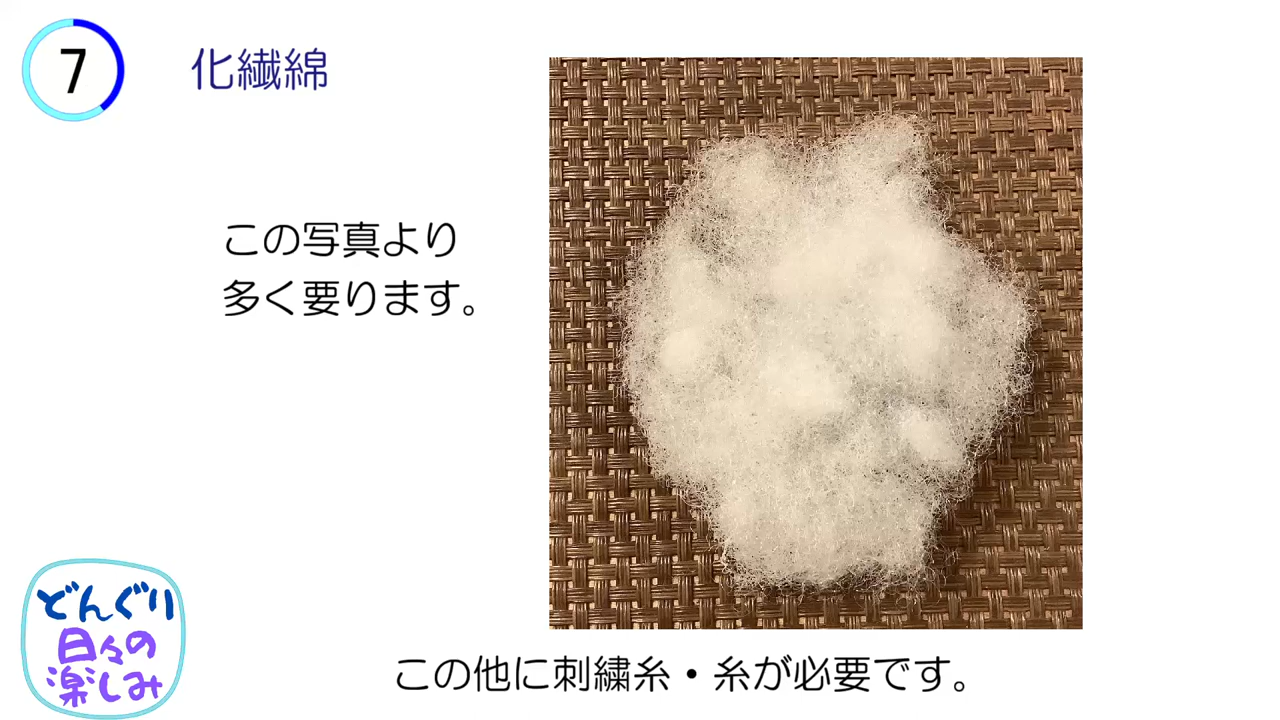 7
化繊綿
この写真より
多く要ります。
どんぐり
日々の
楽しみ
この他に刺繍糸・糸が必要です。